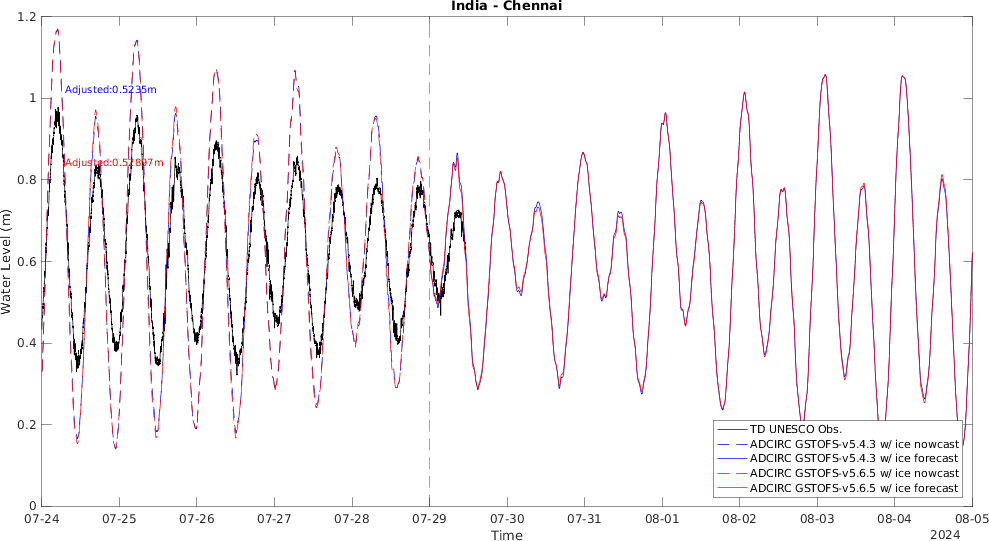 India - Chennai
1.2
1
0.8
0.6
0.4
0.2
0
Water Level (m)
Adjusted:0.5235m
Adjusted:0.52897m
TD UNESCO Obs.
ADCIRC GSTOFS-v5.4.3 w/ ice nowcast
ADCIRC GSTOFS-v5.4.3 w/ ice forecast
ADCIRC GSTOFS-v5.6.5 w/ ice nowcast
ADCIRC GSTOFS-v5.6.5 w/ ice forecast
07-24 07-25 07-26 07-27 07-28 07-29 07-30 07-31 08-01 08-02 08-03 08-04 08-05
Time
2024